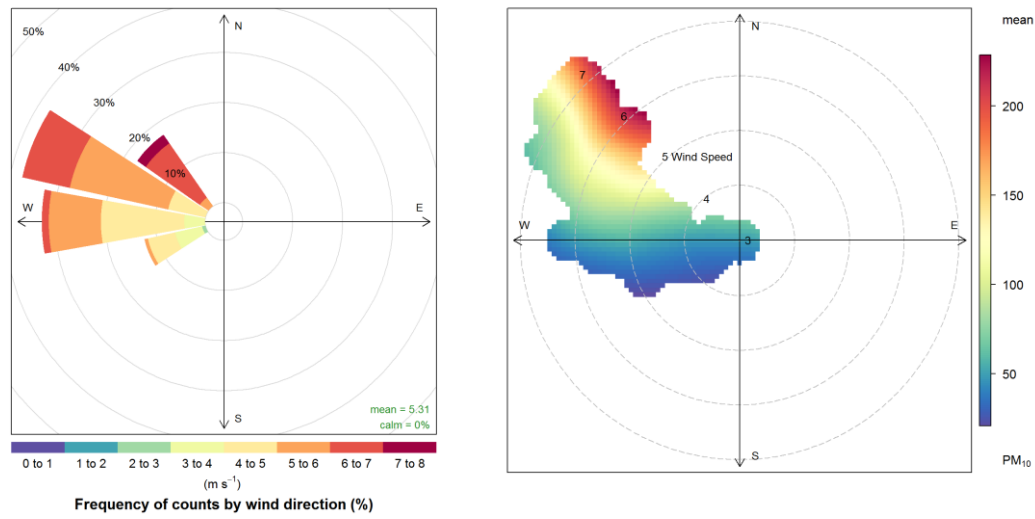 50%
40%
30%
20%
10%
N
W
E
S
mean = 5.31
calm = 0%
0 to 1 1 to 2 2 to 3 3 to 4 4 to 5 5 to 6 6 to 7 7 to 8
(m s⁻¹)
Frequency of counts by wind direction (%)
N
7
6
5 Wind Speed
4
W
3
E
S
mean
200
150
100
50
PM₁₀